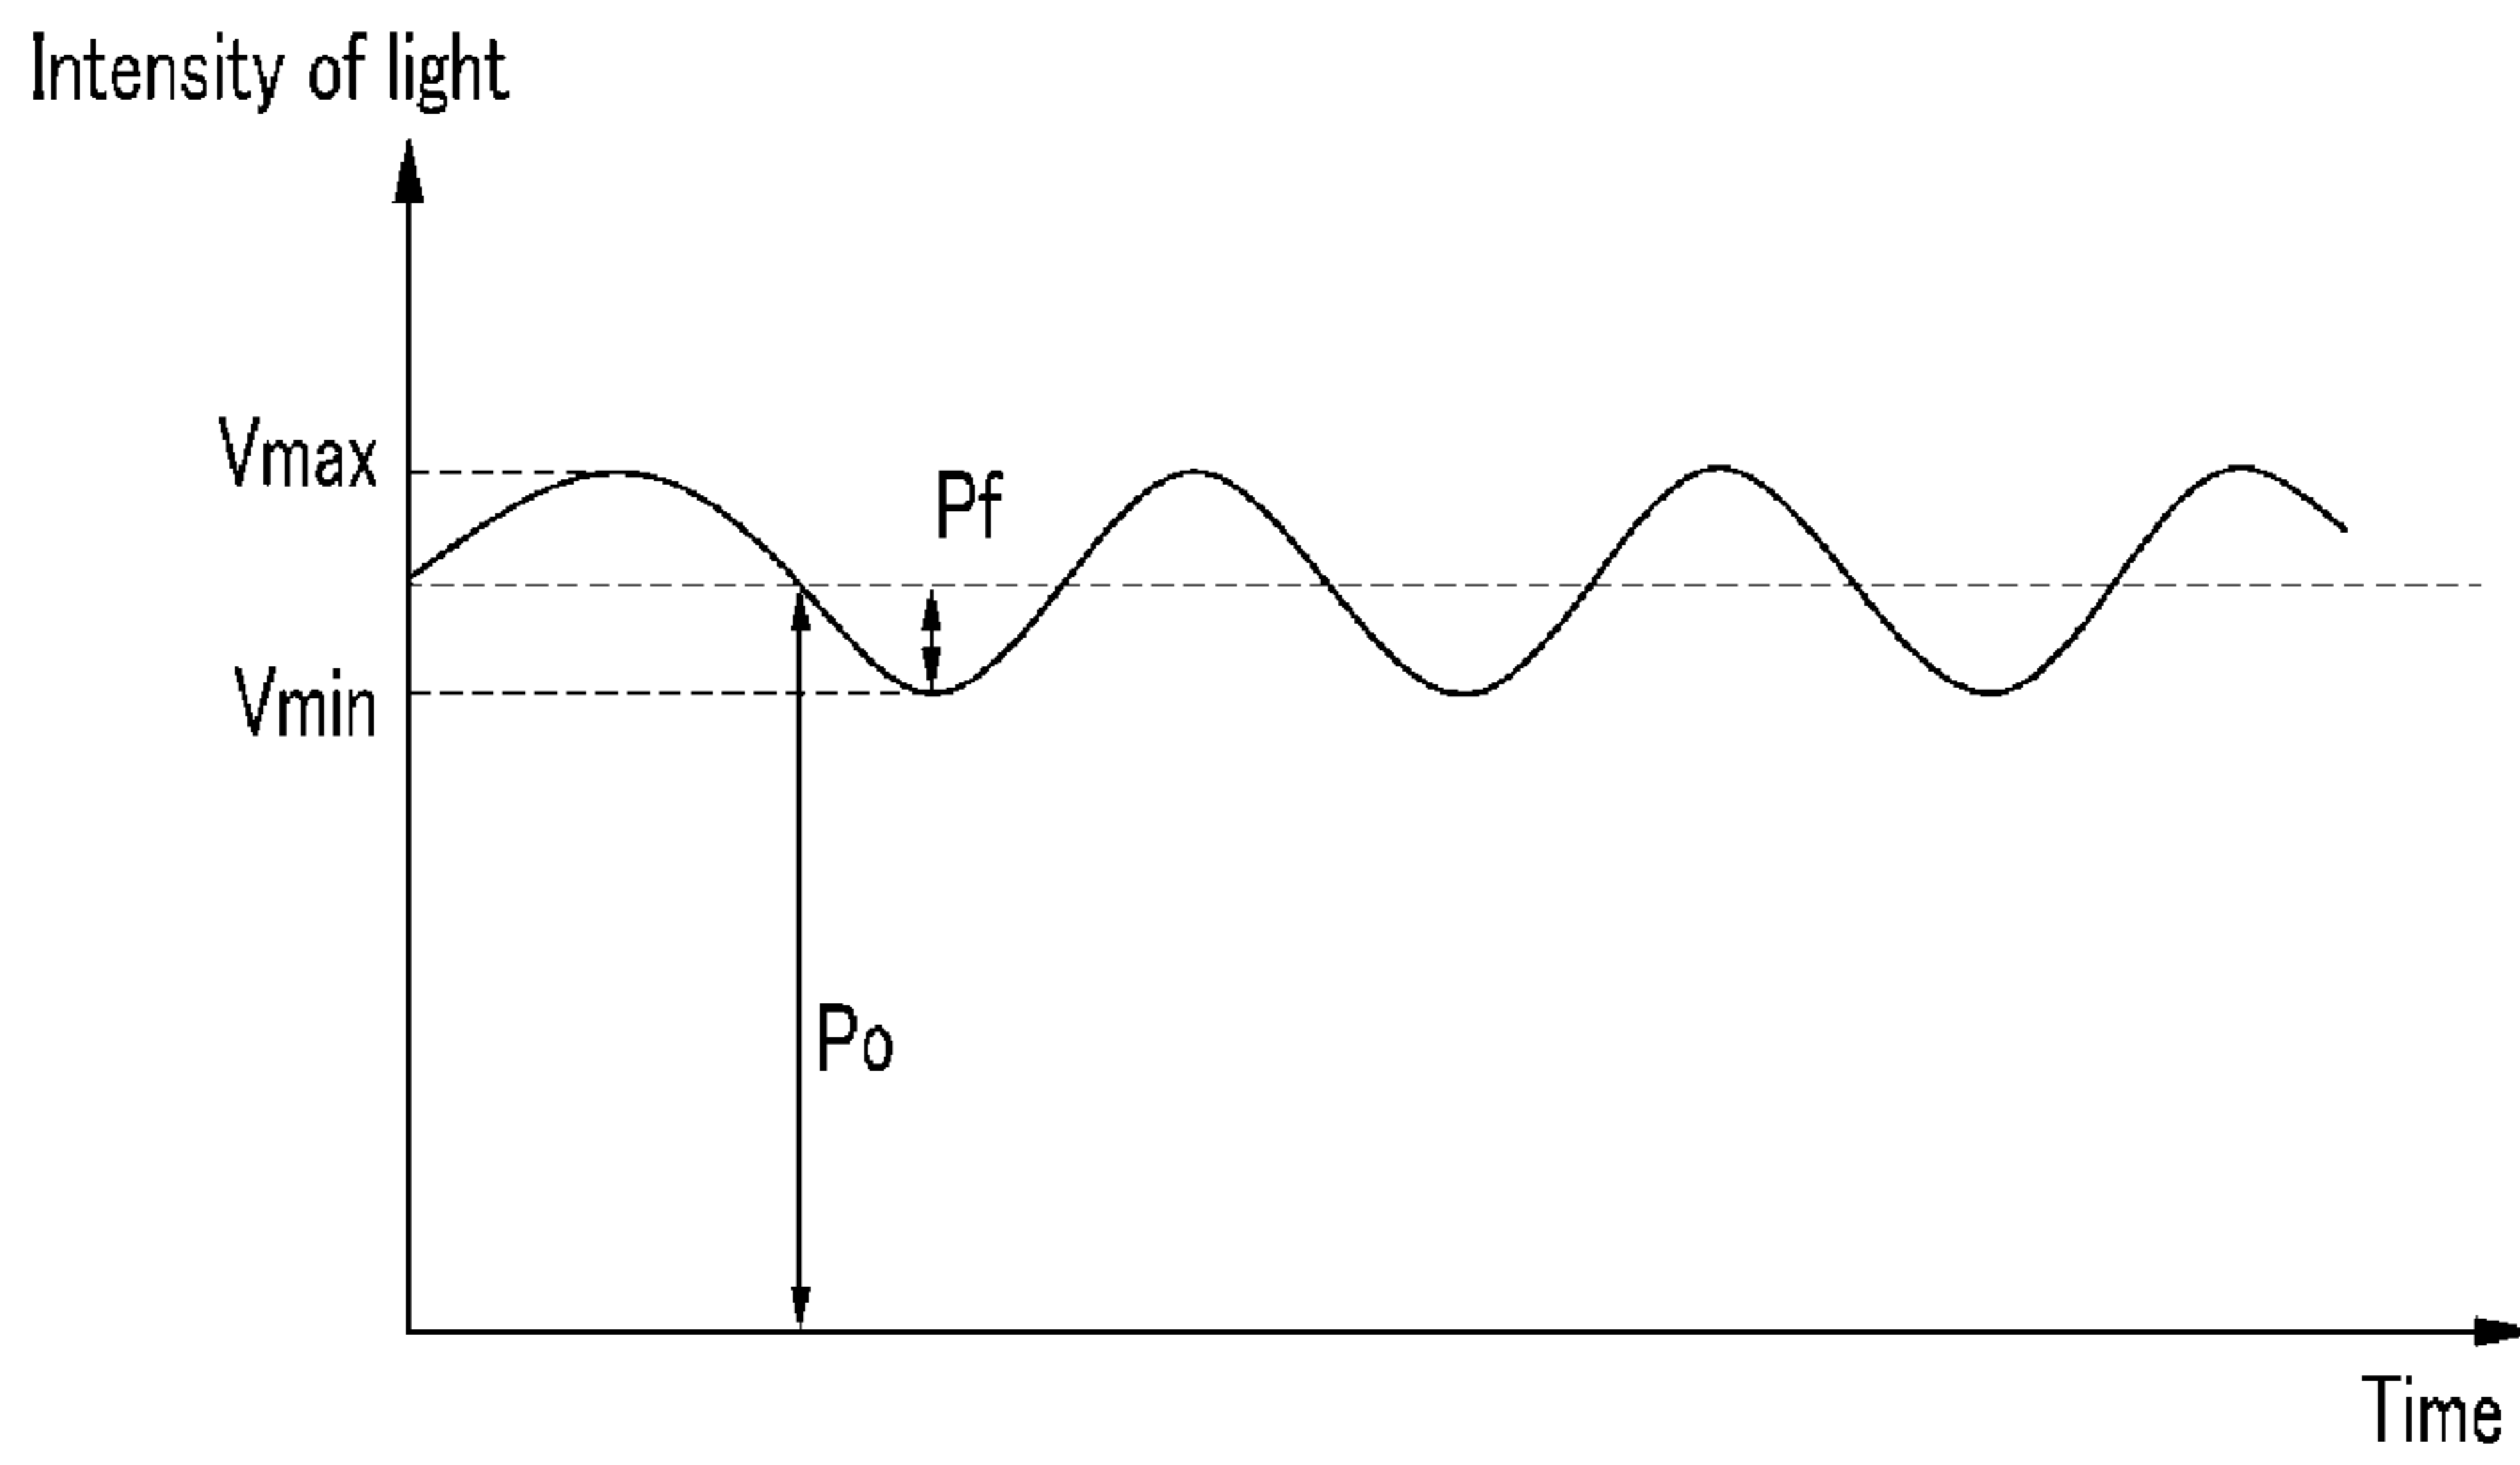 Intensity of light
Vmax
Pf
Vmin
Po
Time